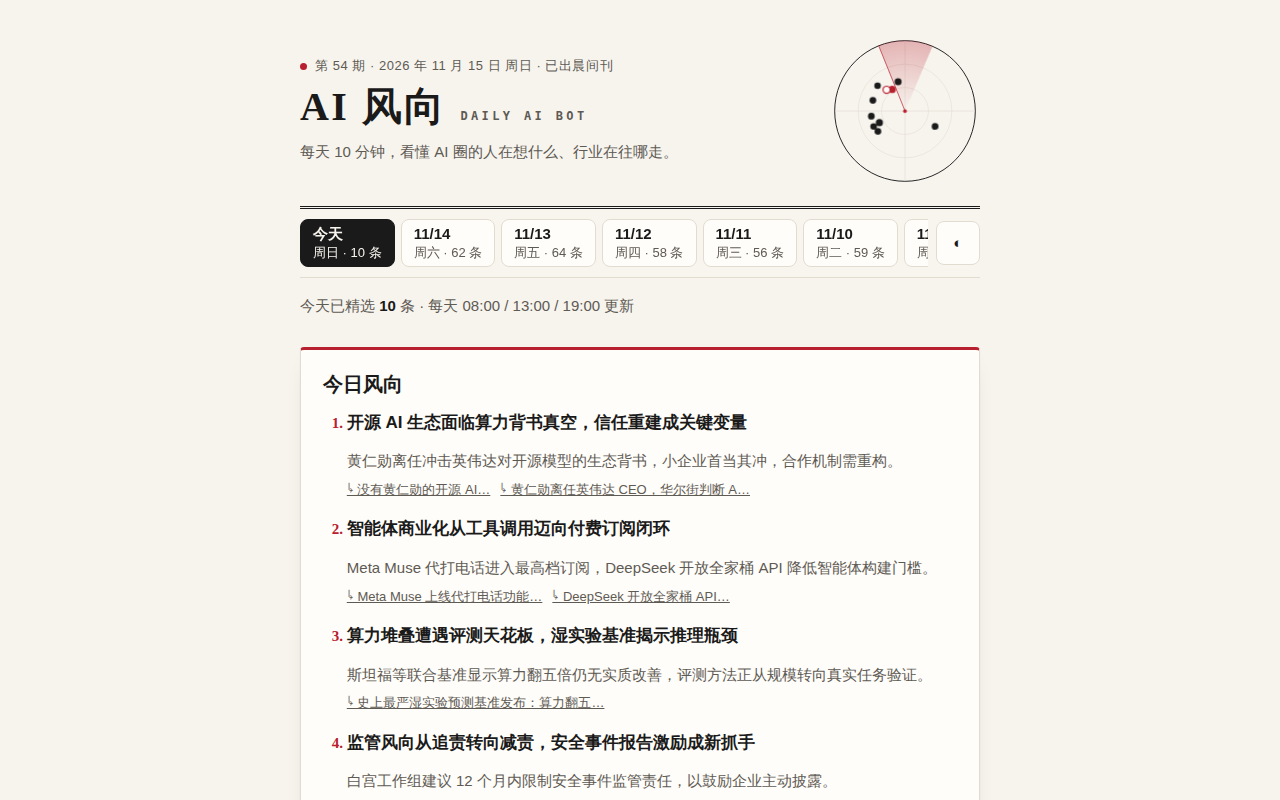 第 54 期 · 2026 年 11 月 15 日 周日 · 已出晨间刊
AI 风向 DAILY AI BOT
每天 10 分钟，看懂 AI 圈的人在想什么、行业在往哪走。
今天 11/14 11/13 11/12 11/11 11/10
周日 · 10 条 周六 · 62 条 周五 · 64 条 周四 · 58 条 周三 · 56 条 周二 · 59 条
今天已精选 10 条 · 每天 08:00 / 13:00 / 19:00 更新
今日风向
1. 开源 AI 生态面临算力背书真空，信任重建成关键变量
黄仁勋离任冲击英伟达对开源模型的生态背书，小企业首当其冲，合作机制需重构。
↳ 没有黄仁勋的开源 AI… ↳ 黄仁勋离任英伟达 CEO，华尔街判断 A…
2. 智能体商业化从工具调用迈向付费订阅闭环
Meta Muse 代打电话进入最高档订阅，DeepSeek 开放全家桶 API 降低智能体构建门槛。
↳ Meta Muse 上线代打电话功能… ↳ DeepSeek 开放全家桶 API…
3. 算力堆叠遭遇评测天花板，湿实验基准揭示推理瓶颈
斯坦福等联合基准显示算力翻五倍仍无实质改善，评测方法正从规模转向真实任务验证。
↳ 史上最严湿实验预测基准发布：算力翻五…
4. 监管风向从追责转向减责，安全事件报告激励成新抓手
白宫工作组建议 12 个月内限制安全事件监管责任，以鼓励企业主动披露。